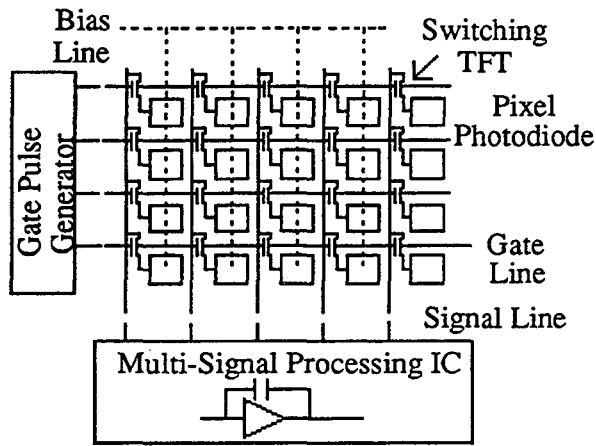 Bias
Line
Switching
TFT
Pixel
Photodiode
Gate Pulse
Generator
Gate
Line
Signal Line
Multi-Signal Processing IC